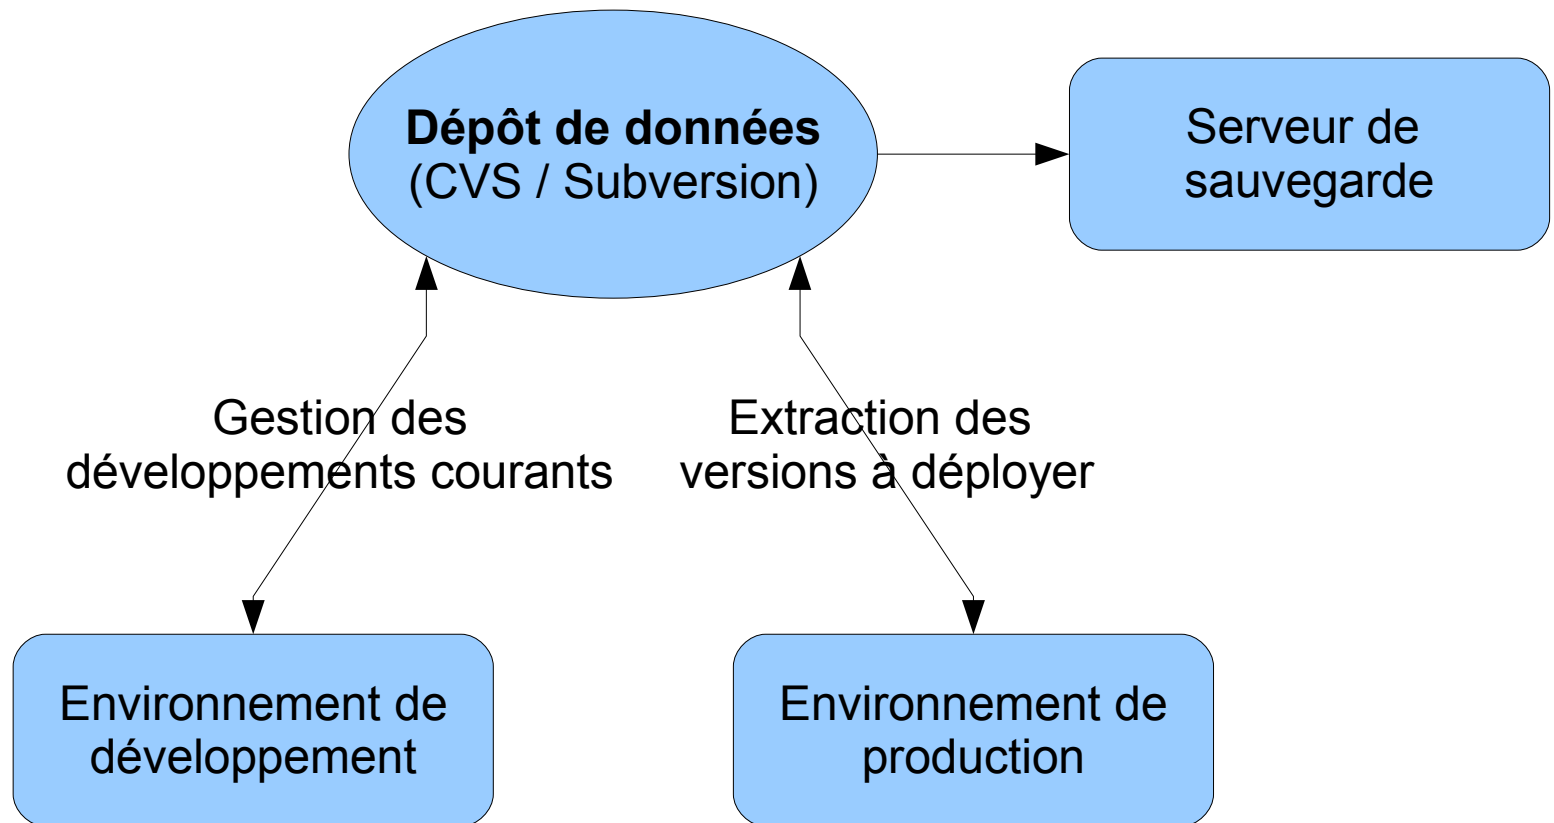 Dépôt de données
(CVS / Subversion)
Serveur de
sauvegarde
Gestion des
développements courants
Extraction des
versions à déployer
Environnement de
développement
Environnement de
production